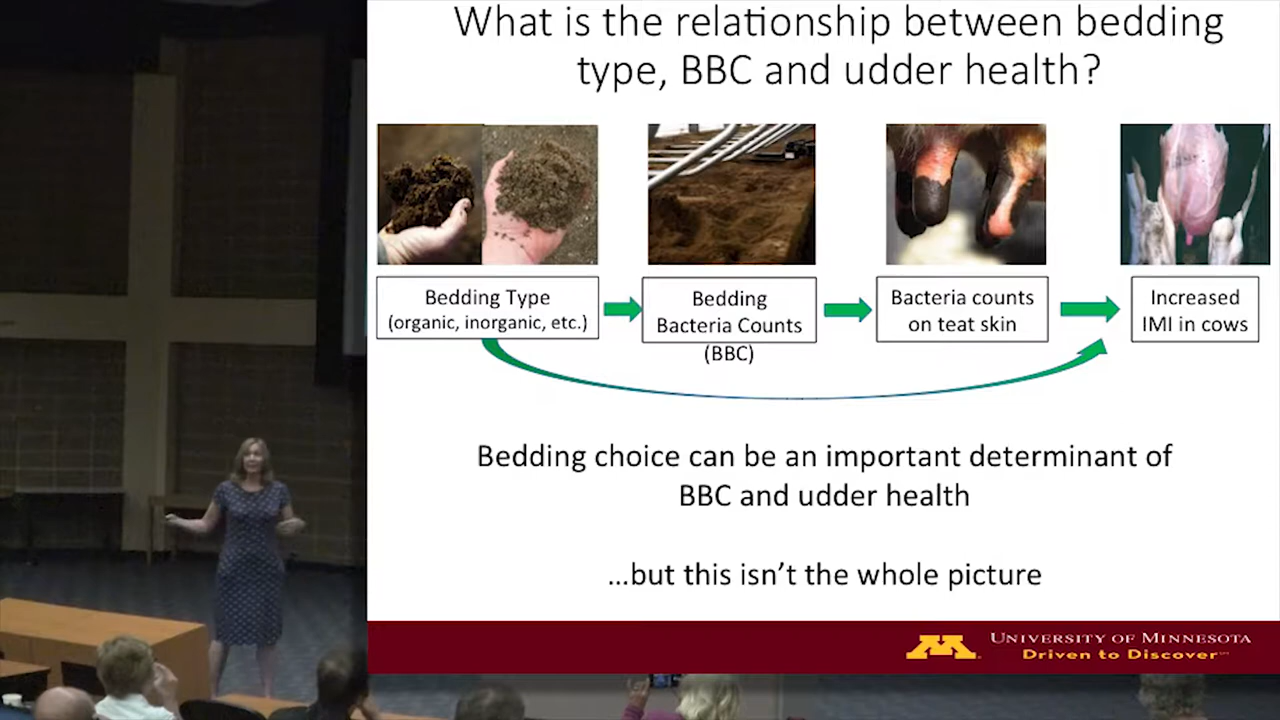 What is the relationship between bedding
type, BBC and udder health?
Bedding Type
(organic, inorganic, etc.)
Bedding
Bacteria Counts
(BBC)
Bacteria counts
on teat skin
Increased
IMI in cows
Bedding choice can be an important determinant of
BBC and udder health
...but this isn't the whole picture
UNIVERSITY OF MINNESOTA
Driven to Discover℠